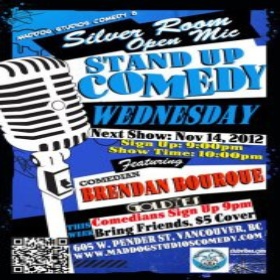 MADDOG STUDIOS COMEDY &
Silver Room
Open Mic
STAND UP
COMEDY
WEDNESDAY
Next Show: Nov 14, 2012
Sign Up: 9:00pm
Show Time: 10:00pm
Featuring
COMEDIAN
BRENDAN BOURQUE
Comedians Sign Up 9pm
Bring Friends, $5 Cover
605 W. PENDER ST. VANCOUVER, BC
WWW.MADDOGSTUDIOSCOMEDY.COM